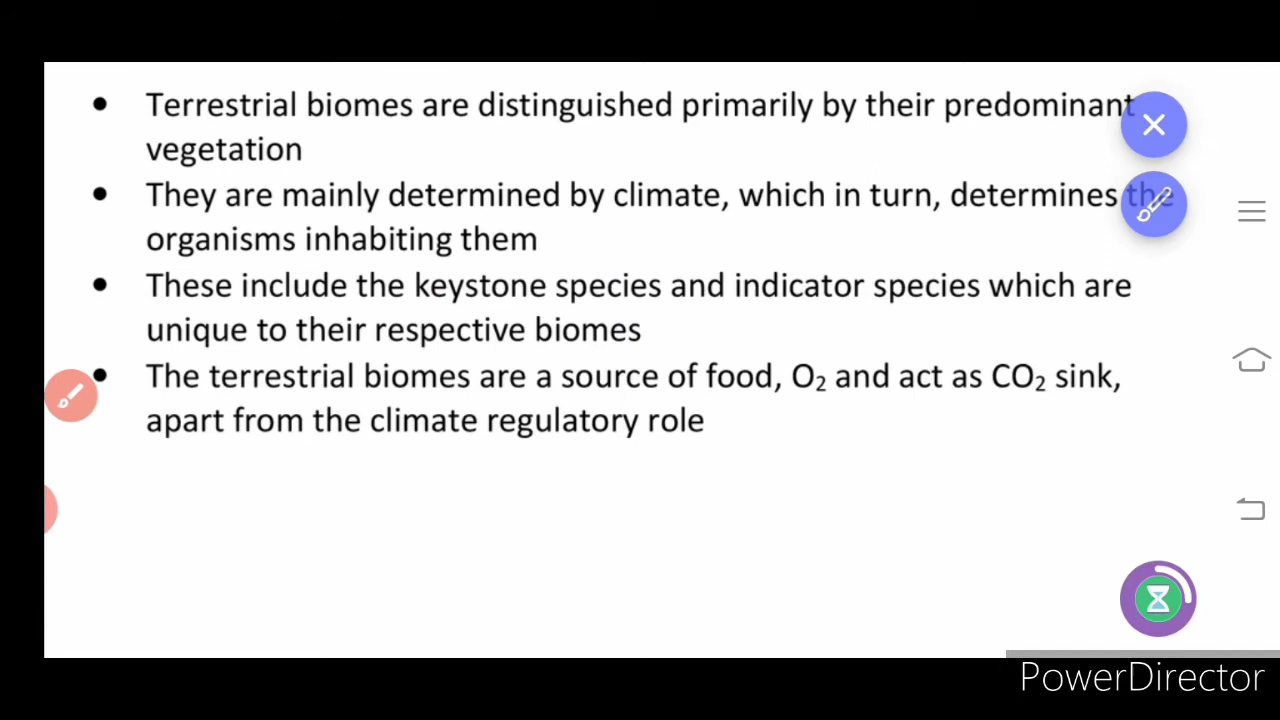 • Terrestrial biomes are distinguished primarily by their predominant
vegetation
• They are mainly determined by climate, which in turn, determines the
organisms inhabiting them
• These include the keystone species and indicator species which are
unique to their respective biomes
• The terrestrial biomes are a source of food, O₂ and act as CO₂ sink,
apart from the climate regulatory role
PowerDirector